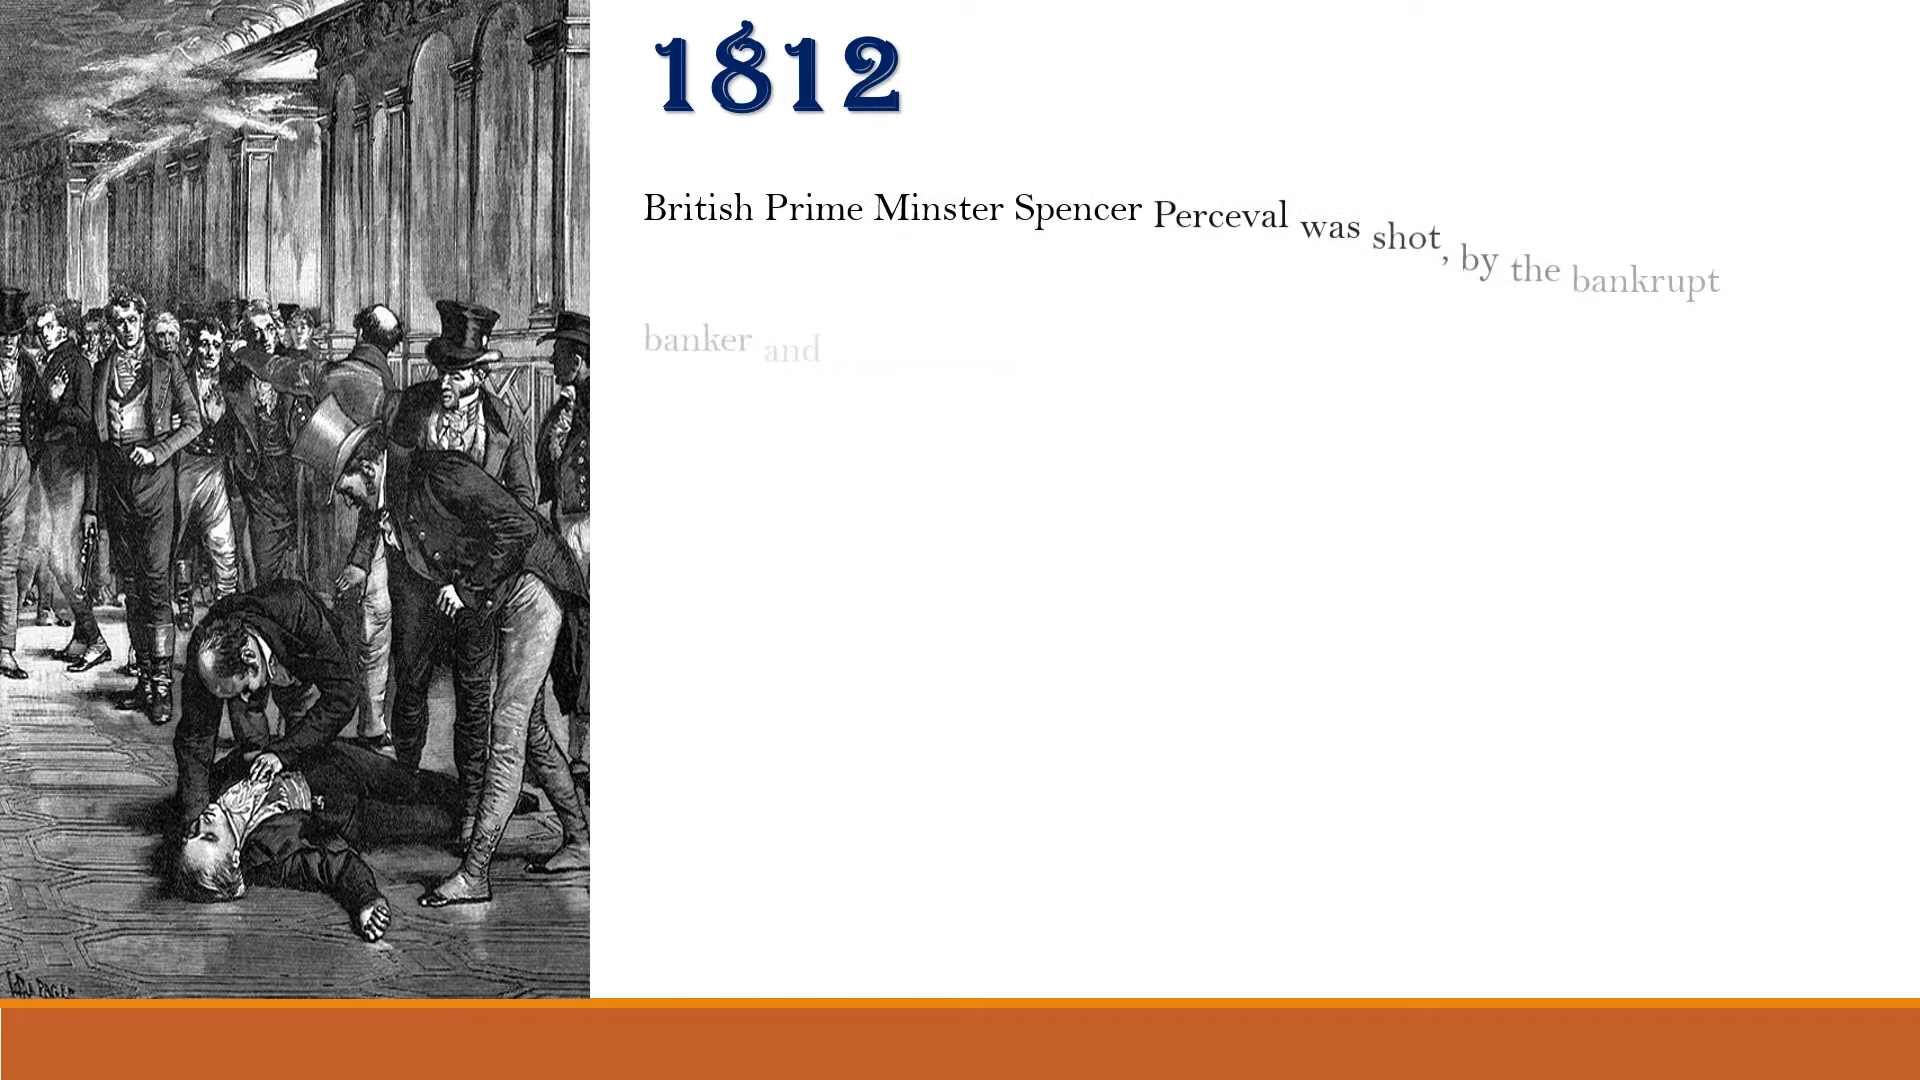 1812
British Prime Minster Spencer Perceval was shot, by the bankrupt
banker and